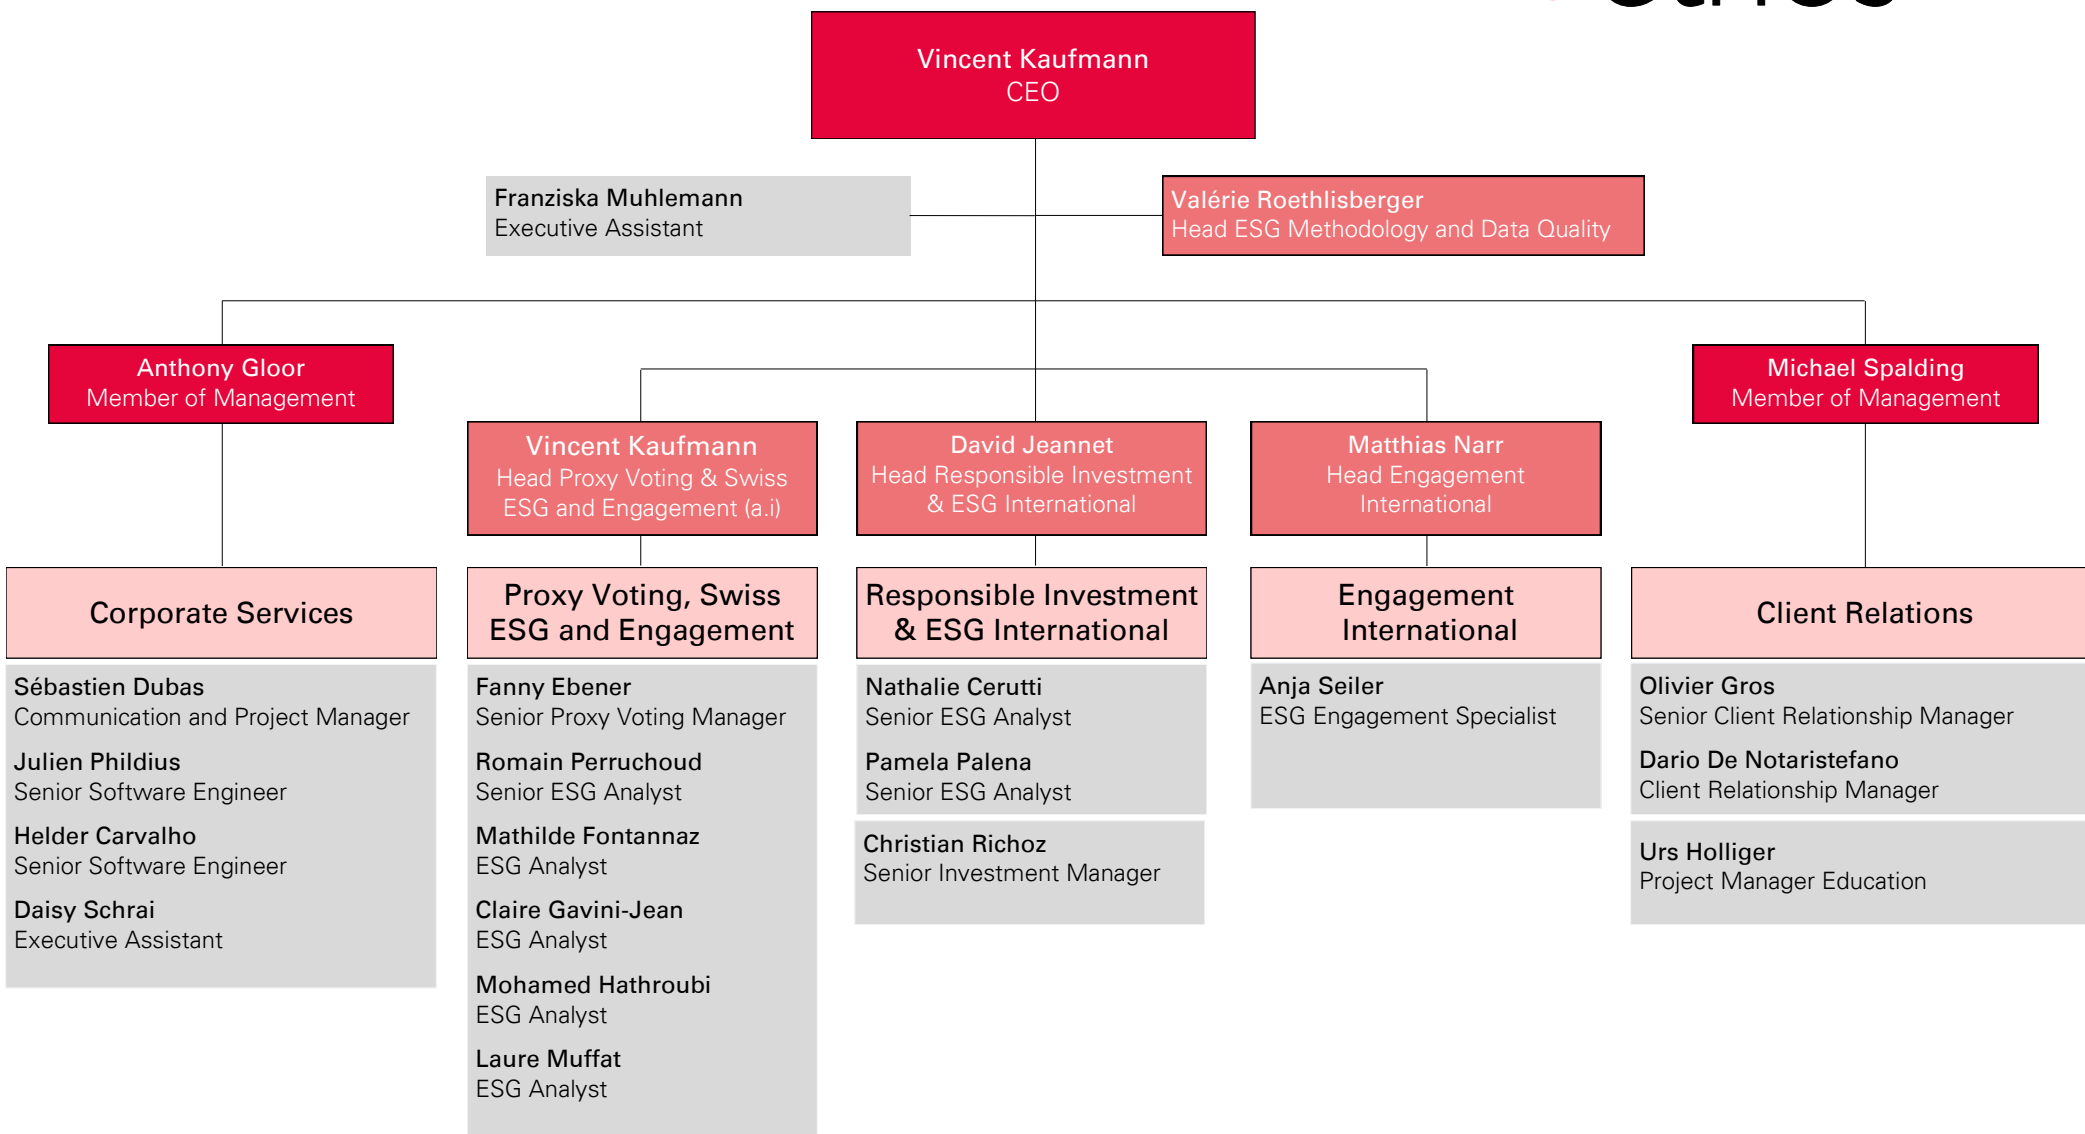 Vincent Kaufmann
CEO
Franziska Muhlemann
Executive Assistant
Valérie Roethlisberger
Head ESG Methodology and Data Quality
Anthony Gloor
Member of Management
Michael Spalding
Member of Management
Vincent Kaufmann
Head Proxy Voting & Swiss
ESG and Engagement (a.i)
David Jeannet
Head Responsible Investment
& ESG International
Matthias Narr
Head Engagement
International
Corporate Services
Sébastien Dubas
Communication and Project Manager
Julien Phildius
Senior Software Engineer
Helder Carvalho
Senior Software Engineer
Daisy Schrai
Executive Assistant
Proxy Voting, Swiss
ESG and Engagement
Fanny Ebener
Senior Proxy Voting Manager
Romain Perruchoud
Senior ESG Analyst
Mathilde Fontannaz
ESG Analyst
Claire Gavini-Jean
ESG Analyst
Mohamed Hathroubi
ESG Analyst
Laure Muffat
ESG Analyst
Responsible Investment
& ESG International
Nathalie Cerutti
Senior ESG Analyst
Pamela Palena
Senior ESG Analyst
Christian Richoz
Senior Investment Manager
Engagement
International
Anja Seiler
ESG Engagement Specialist
Client Relations
Olivier Gros
Senior Client Relationship Manager
Dario De Notaristefano
Client Relationship Manager
Urs Holliger
Project Manager Education